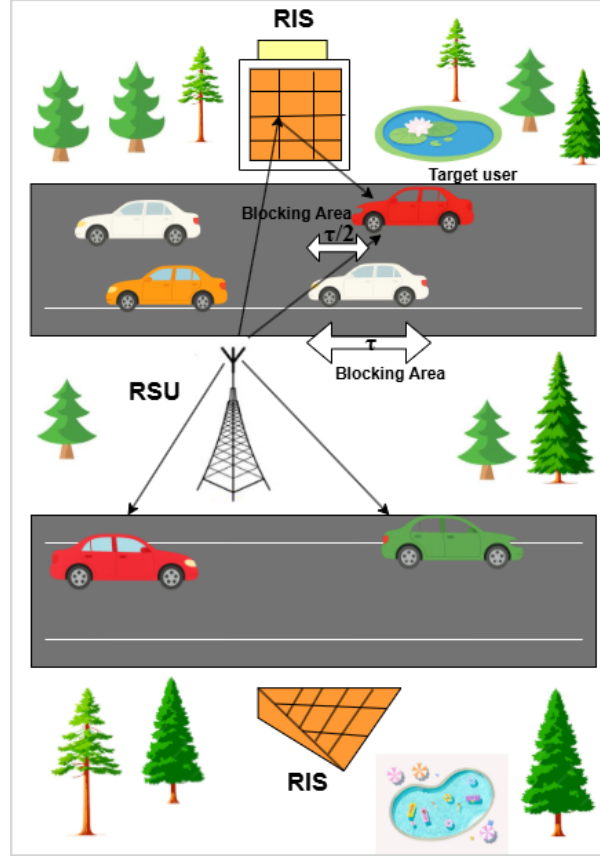 RIS
Target user
Blocking Area
τ/2
τ
Blocking Area
RSU
RIS